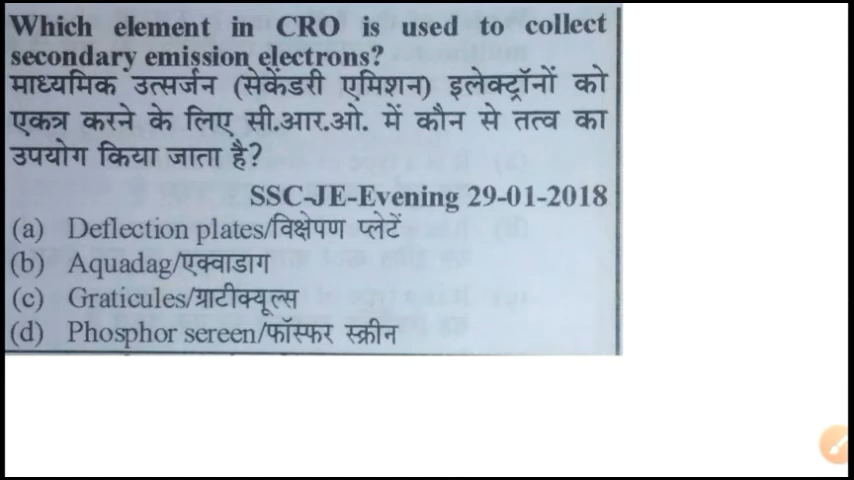 Which element in CRO is used to collect
secondary emission electrons?
माध्यमिक उत्सर्जन (सेकेंडरी एमिशन) इलेक्ट्रॉनों को
एकत्र करने के लिए सी.आर.ओ. में कौन से तत्व का
उपयोग किया जाता है?
SSC-JE-Evening 29-01-2018
(a) Deflection plates/विक्षेपण प्लेटें
(b) Aquadag/एक्वाडाग
(c) Graticules/ग्राटीक्यूल्स
(d) Phosphor sereen/फॉस्फर स्क्रीन